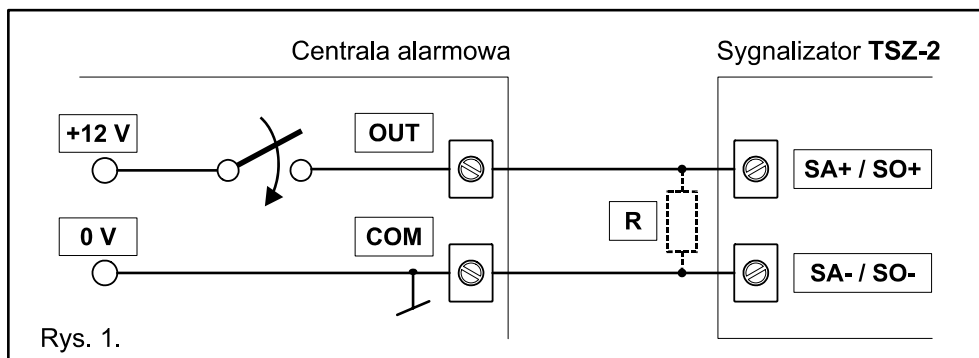 Centrala alarmowa
Sygnalizator TSZ-2
+12 V
OUT
SA+ / SO+
0 V
COM
R
SA- / SO-
Rys. 1.